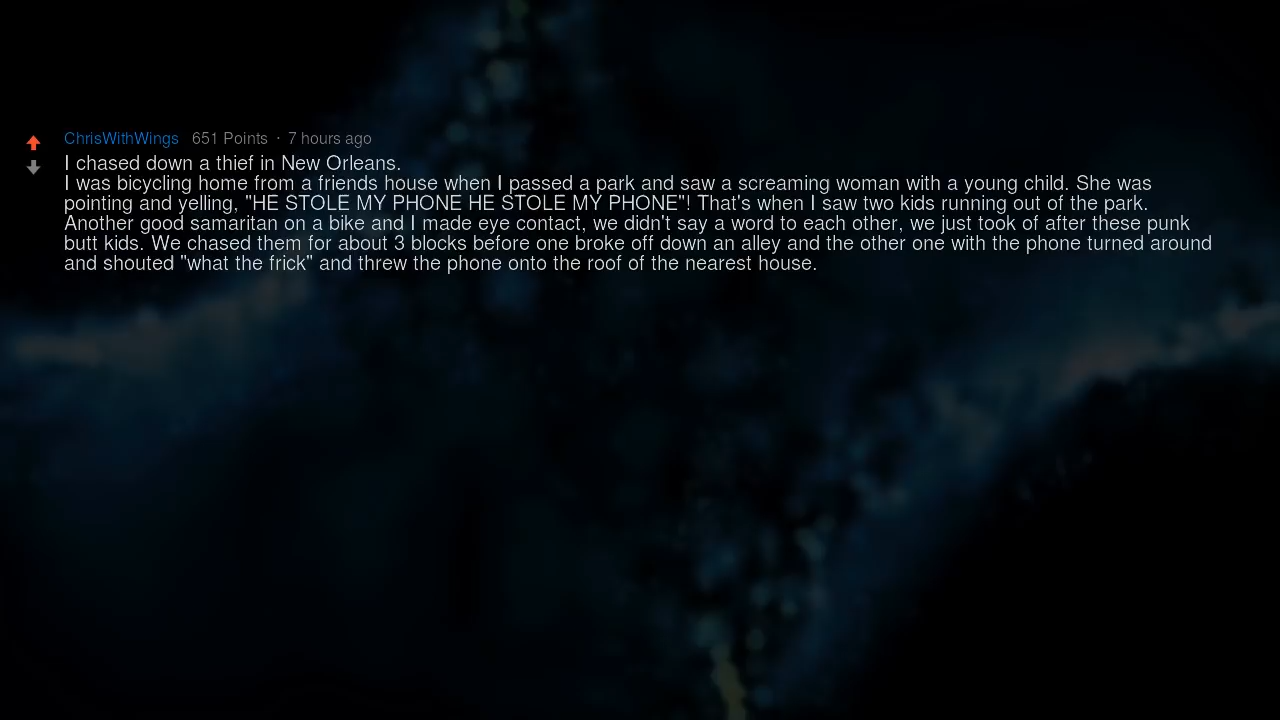 ChrisWithWings 651 Points · 7 hours ago
I chased down a thief in New Orleans.
I was bicycling home from a friends house when I passed a park and saw a screaming woman with a young child. She was
pointing and yelling, "HE STOLE MY PHONE HE STOLE MY PHONE"! That's when I saw two kids running out of the park.
Another good samaritan on a bike and I made eye contact, we didn't say a word to each other, we just took of after these punk
butt kids. We chased them for about 3 blocks before one broke off down an alley and the other one with the phone turned around
and shouted "what the frick" and threw the phone onto the roof of the nearest house.